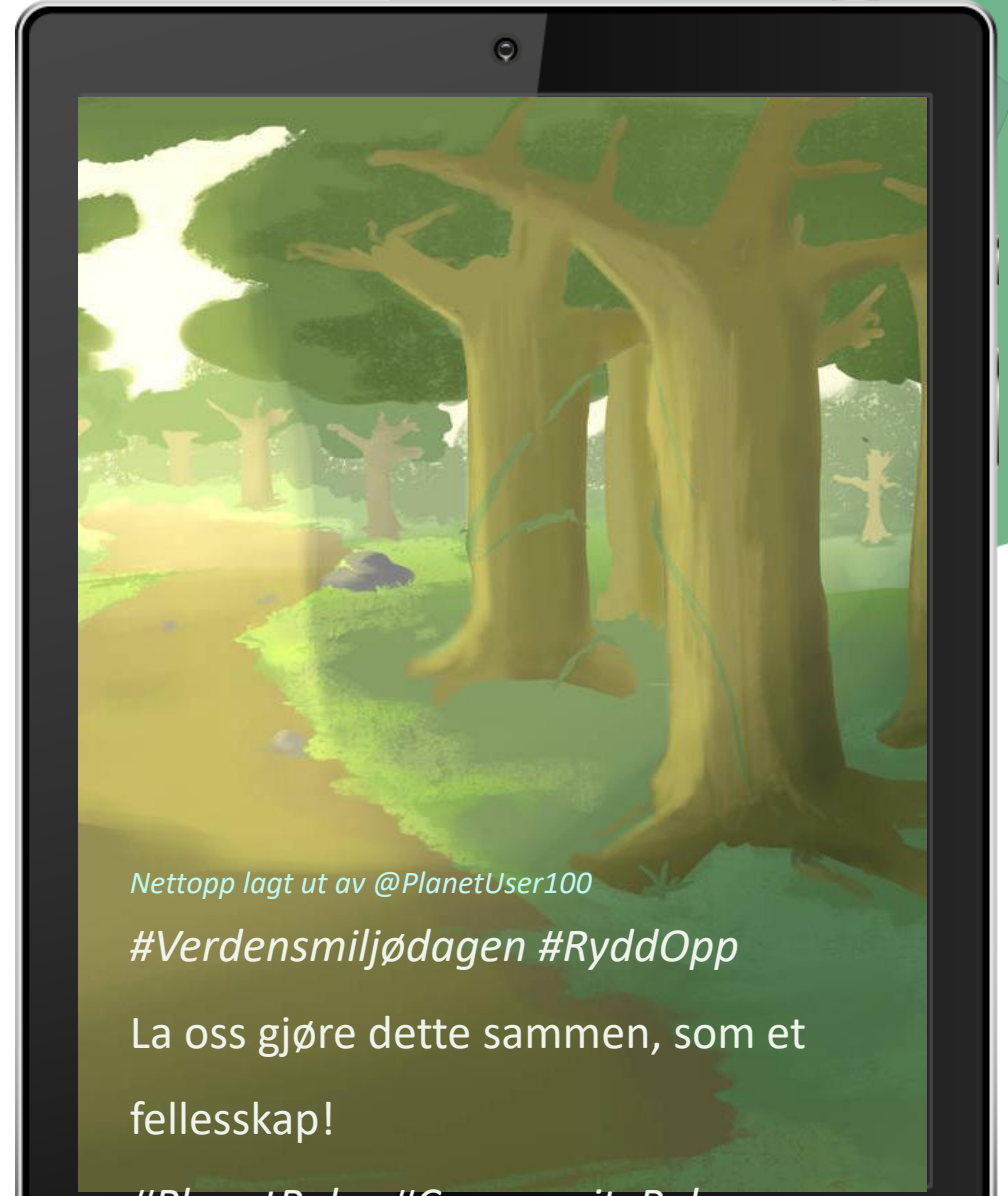 Nettopp lagt ut av @PlanetUser100
#Verdensmiljødagen #RyddOpp
La oss gjøre dette sammen, som et
fellesskap!